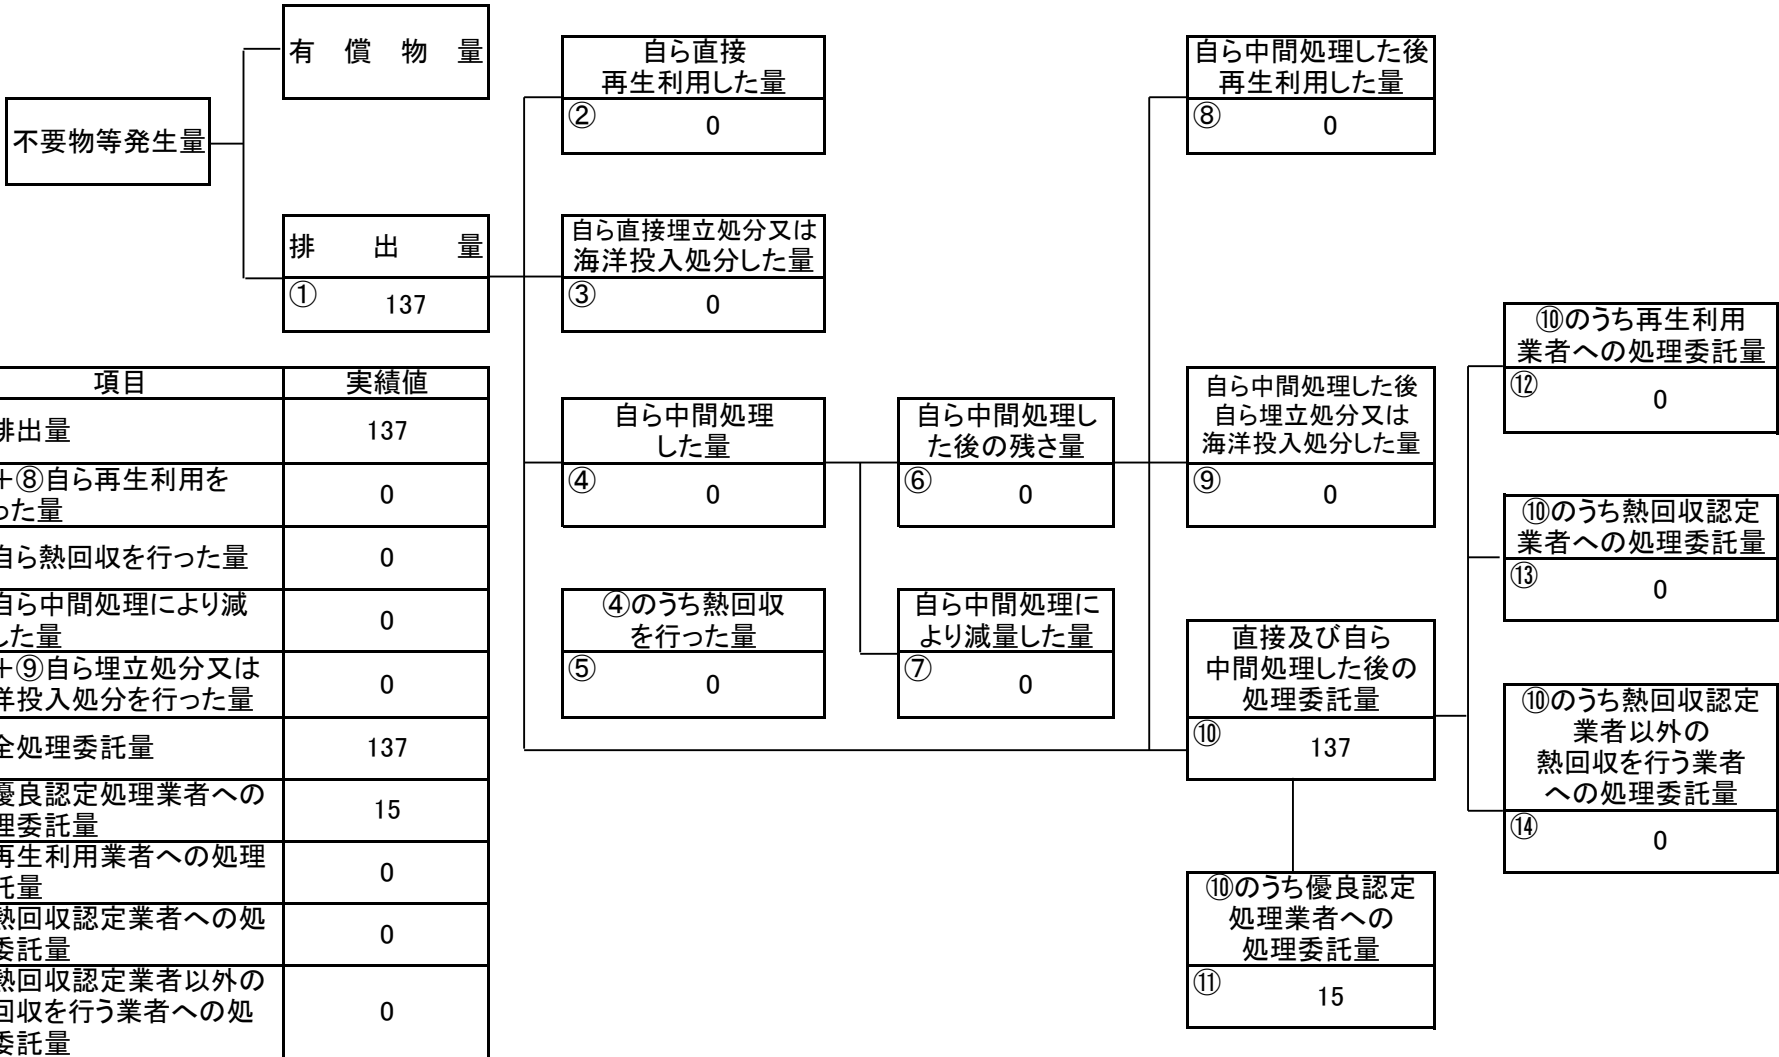 有償物量
不要物等発生量
排出量
① 137
自ら直接
再生利用した量
② 0
自ら直接埋立処分又は
海洋投入処分した量
③ 0
自ら中間処理
した量
④ 0
④のうち熱回収
を行った量
⑤ 0
自ら中間処理し
た後の残さ量
⑥ 0
自ら中間処理に
より減量した量
⑦ 0
自ら中間処理した後
再生利用した量
⑧ 0
自ら中間処理した後
自ら埋立処分又は
海洋投入処分した量
⑨ 0
直接及び自ら
中間処理した後の
処理委託量
⑩ 137
⑩のうち優良認定
処理業者への
処理委託量
⑪ 15
⑩のうち再生利用
業者への処理委託量
⑫ 0
⑩のうち熱回収認定
業者への処理委託量
⑬ 0
⑩のうち熱回収認定
業者以外の
熱回収を行う業者
への処理委託量
⑭ 0
項目 実績値
排出量 137
+⑧自ら再生利用を
った量 0
自ら熱回収を行った量 0
自ら中間処理により減
した量 0
+⑨自ら埋立処分又は
洋投入処分を行った量 0
全処理委託量 137
優良認定処理業者への
理委託量 15
再生利用業者への処理
託量 0
熱回収認定業者への処
委託量 0
熱回収認定業者以外の
回収を行う業者への処
委託量 0